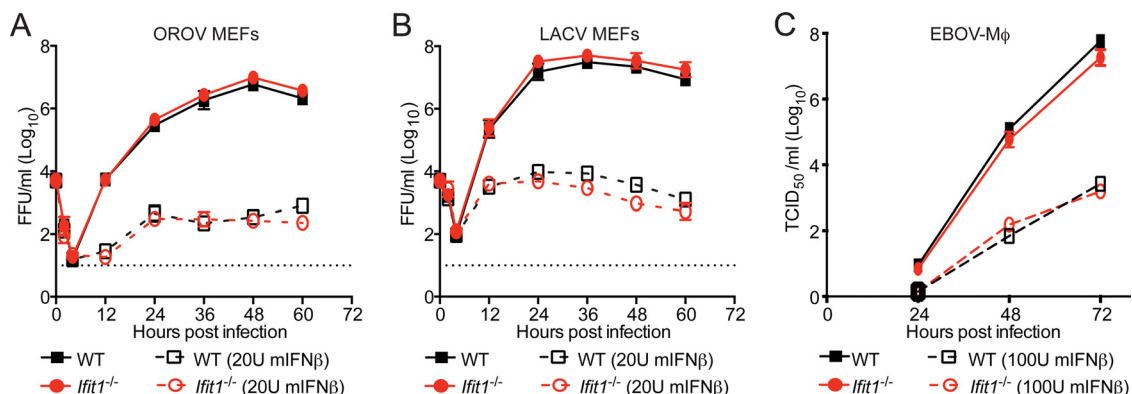 A
OROV MEFs
FFU/ml (Log10)
8
6
4
2
0
0 12 24 36 48 60 72
Hours post infection
WT
WT (20U mIFNβ)
Ifit1-/-
Ifit1-/- (20U mIFNβ)
B
LACV MEFs
FFU/ml (Log10)
8
6
4
2
0
0 12 24 36 48 60 72
Hours post infection
WT
WT (20U mIFNβ)
Ifit1-/-
Ifit1-/- (20U mIFNβ)
C
EBOV-Mϕ
TCID50/ml (Log10)
8
6
4
2
0
0 24 48 72
Hours post infection
WT
WT (100U mIFNβ)
Ifit1-/-
Ifit1-/- (100U mIFNβ)